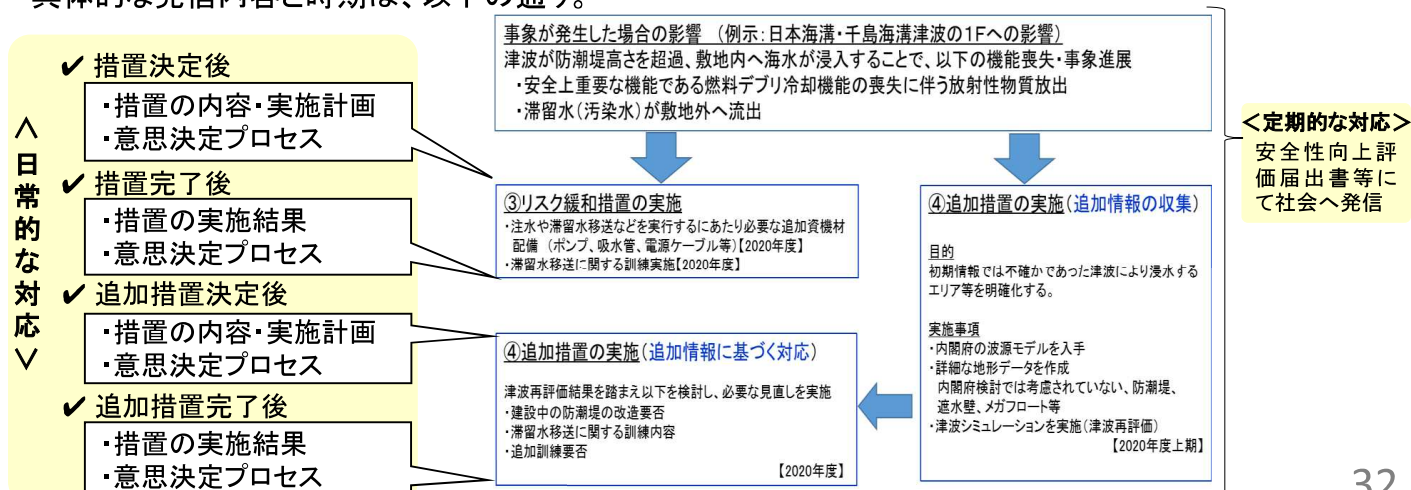 具体的な発信内容と時期は、以下の通り。
＜日常的な対応＞
✔ 措置決定後
・措置の内容・実施計画
・意思決定プロセス
✔ 措置完了後
・措置の実施結果
・意思決定プロセス
✔ 追加措置決定後
・措置の内容・実施計画
・意思決定プロセス
✔ 追加措置完了後
・措置の実施結果
・意思決定プロセス
事象が発生した場合の影響 （例示:日本海溝・千島海溝津波の1Fへの影響）
津波が防潮堤高さを超過、敷地内へ海水が浸入することで、以下の機能喪失・事象進展
・安全上重要な機能である燃料デブリ冷却機能の喪失に伴う放射性物質放出
・滞留水（汚染水）が敷地外へ流出
③リスク緩和措置の実施
・注水や滞留水移送などを実行するにあたり必要な追加資機材
配備 （ポンプ、吸水管、電源ケーブル等）【2020年度】
・滞留水移送に関する訓練実施【2020年度】
④追加措置の実施（追加情報の収集）
目的
初期情報では不確かであった津波により浸水する
エリア等を明確化する。
実施事項
・内閣府の波源モデルを入手
・詳細な地形データを作成
内閣府検討では考慮されていない、防潮堤、
遮水壁、メガフロート等
・津波シミュレーションを実施（津波再評価）
【2020年度上期】
④追加措置の実施（追加情報に基づく対応）
津波再評価結果を踏まえ以下を検討し、必要な見直しを実施
・建設中の防潮堤の改造要否
・滞留水移送に関する訓練内容
・追加訓練要否
【2020年度】
＜定期的な対応＞
安全性向上評
価届出書等に
て社会へ発信
32